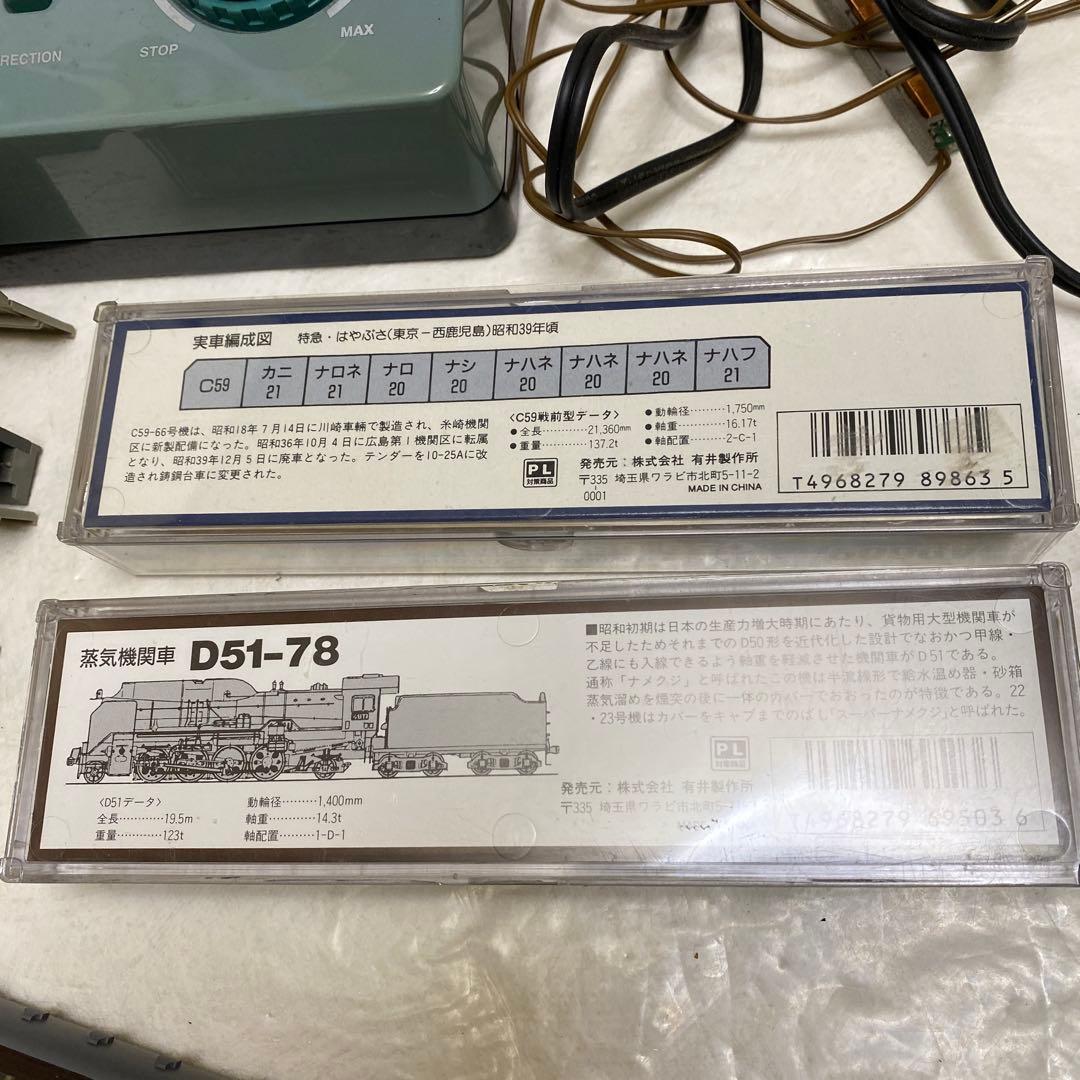 RECTION
STOP
MAX
実車編成図 特急・はやぶさ(東京−西鹿児島)昭和39年頃
C59 カニ21 ナロネ21 ナロ20 ナシ20 ナハネ20 ナハネ20 ナハネ20 ナハフ21
C59-66号機は、昭和18年7月14日に川崎車輛で製造され、糸崎機関
区に新製配備になった。昭和36年10月4日に広島第1機関区に転属
となり、昭和39年12月5日に廃車となった。テンダーを10-25Aに改
造され鋳鋼台車に変更された。
〈C59戦前型データ〉
●全長…………21,360mm
●重量…………137.2t
●動輪径………1,750mm
●軸重…………16.17t
●軸配置………2-C-1
PL
対策商品
発売元:株式会社 有井製作所
〒335-0001 埼玉県ワラビ市北町5-11-2
MADE IN CHINA
T4968279 89863 5
蒸気機関車 D51-78
〈D51データ〉
全長…………19.5m
重量…………123t
動輪径………1,400mm
軸重…………14.3t
軸配置………1-D-1
■昭和初期は日本の生産力増大時期にあたり、貨物用大型機関車が
不足したためそれまでのD50形を近代化した設計でなおかつ甲線・
乙線にも入線できるよう軸重を軽減させた機関車がD51である。
通称「ナメクジ」と呼ばれたこの機は半流線形で給水温め器・砂箱
蒸気溜めを煙突の後に一体のカバーでおおうたのが特徴である。22
・23号機はカバーをキャブまでのばし「スーパーナメクジ」と呼ばれた。
PL
対策商品
発売元:株式会社 有井製作所
〒335 埼玉県ワラビ市北町5-
T4968279 69503 6